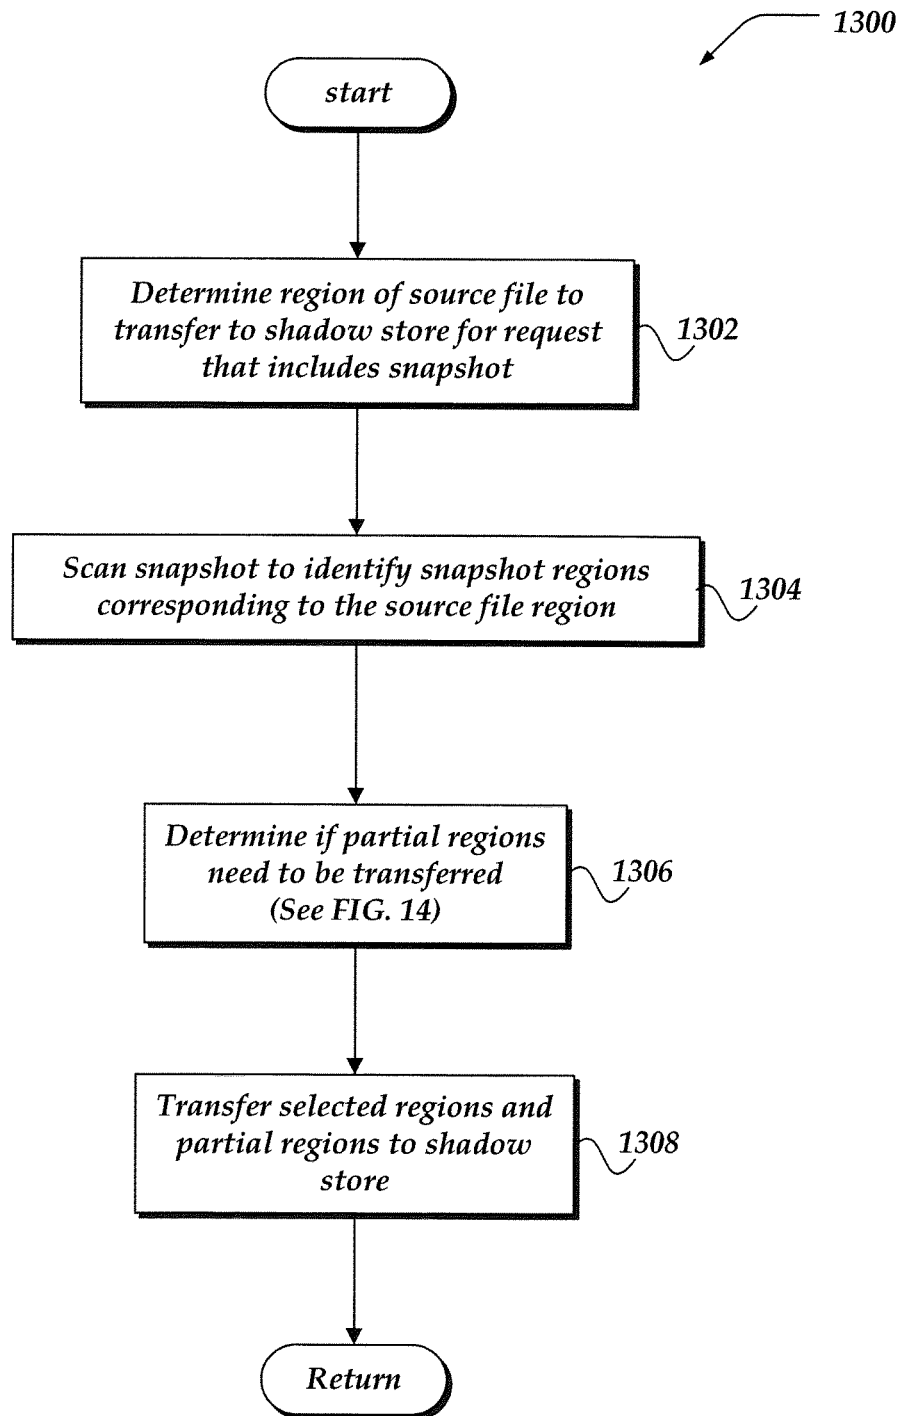 1300
start
Determine region of source file to
transfer to shadow store for request
that includes snapshot
1302
Scan snapshot to identify snapshot regions
corresponding to the source file region
1304
Determine if partial regions
need to be transferred
(See FIG. 14)
1306
Transfer selected regions and
partial regions to shadow
store
1308
Return